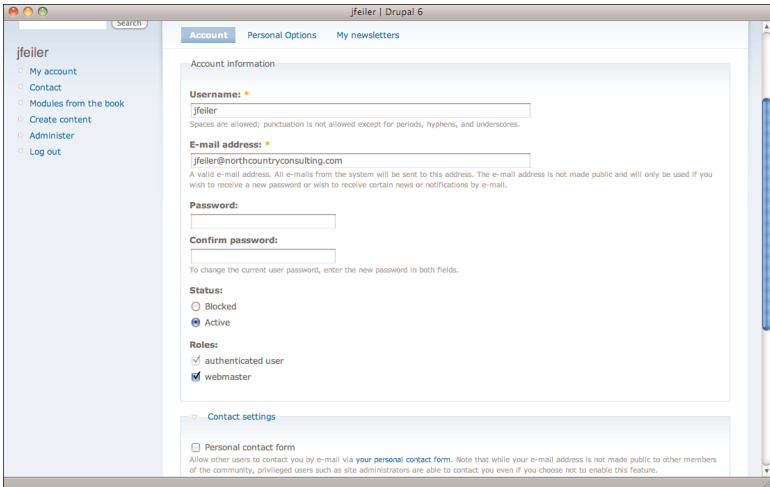 jfeiler | Drupal 6
Search
jfeiler
My account
Contact
Modules from the book
Create content
Administer
Log out
Account Personal Options My newsletters
Account information
Username: *
jfeiler
Spaces are allowed; punctuation is not allowed except for periods, hyphens, and underscores.
E-mail address: *
jfeiler@northcountryconsulting.com
A valid e-mail address. All e-mails from the system will be sent to this address. The e-mail address is not made public and will only be used if you
wish to receive a new password or wish to receive certain news or notifications by e-mail.
Password:
Confirm password:
To change the current user password, enter the new password in both fields.
Status:
Blocked
Active
Roles:
authenticated user
webmaster
Contact settings
Personal contact form
Allow other users to contact you by e-mail via your personal contact form. Note that while your e-mail address is not made public to other members
of the community, privileged users such as site administrators are able to contact you even if you choose not to enable this feature.